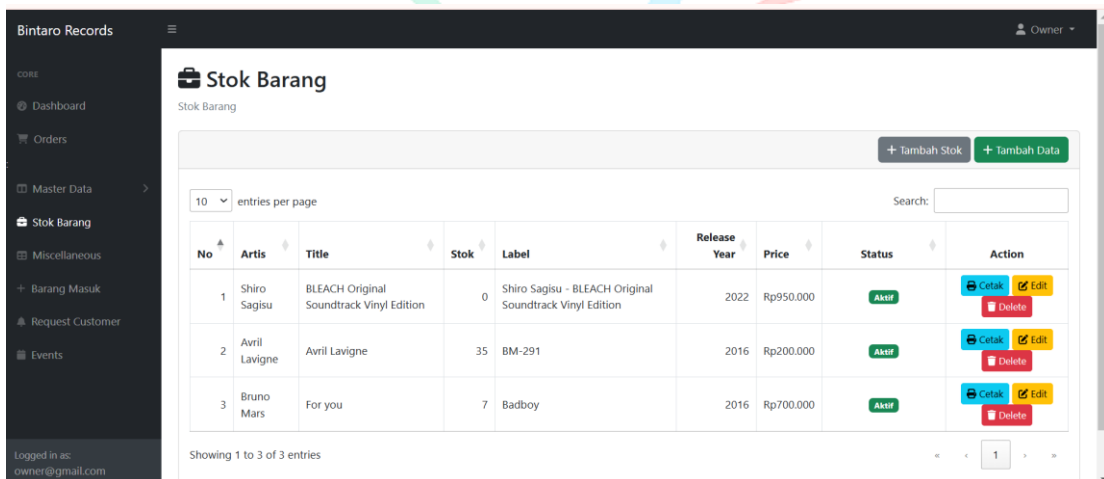 Bintaro Records
Owner
CORE
Dashboard
Orders
Master Data
Stok Barang
Miscellaneous
+ Barang Masuk
Request Customer
Events
Logged in as:
owner@gmail.com
Stok Barang
Stok Barang
+ Tambah Stok + Tambah Data
10 entries per page Search:
No Artis Title Stok Label Release Year Price Status Action
1 Shiro Sagisu BLEACH Original Soundtrack Vinyl Edition 0 Shiro Sagisu - BLEACH Original Soundtrack Vinyl Edition 2022 Rp950.000 Aktif Cetak Edit Delete
2 Avril Lavigne Avril Lavigne 35 BM-291 2016 Rp200.000 Aktif Cetak Edit Delete
3 Bruno Mars For you 7 Badboy 2016 Rp700.000 Aktif Cetak Edit Delete
Showing 1 to 3 of 3 entries « ‹ 1 › »